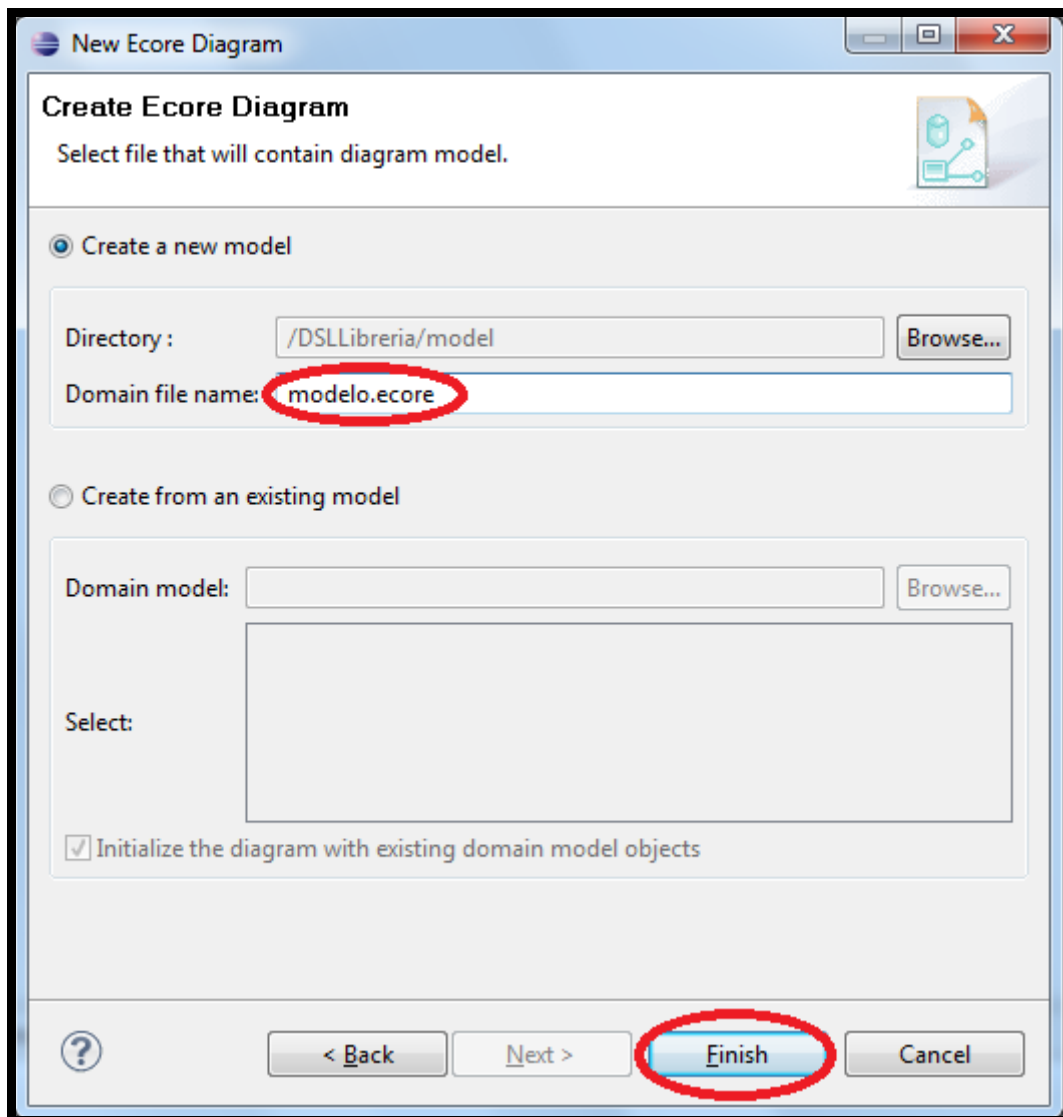 New Ecore Diagram
Create Ecore Diagram
Select file that will contain diagram model.
Create a new model
Directory : /DSLLibreria/model Browse...
Domain file name: modelo.ecore
Create from an existing model
Domain model: Browse...
Select:
Initialize the diagram with existing domain model objects
? < Back Next > Finish Cancel